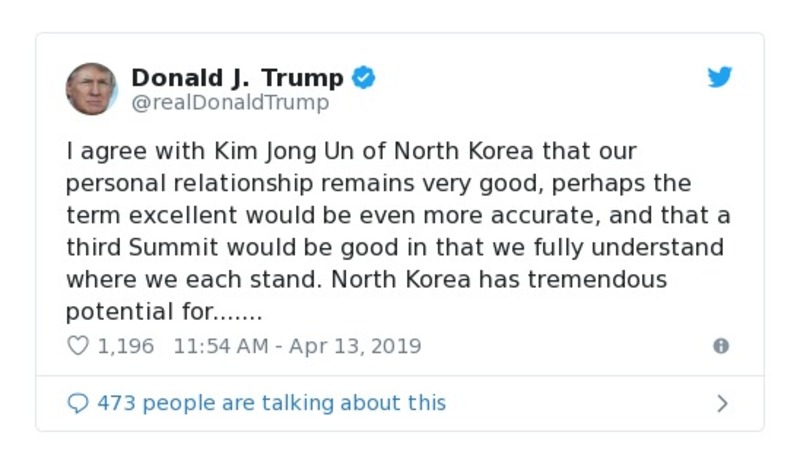 Donald J. Trump
@realDonaldTrump
I agree with Kim Jong Un of North Korea that our
personal relationship remains very good, perhaps the
term excellent would be even more accurate, and that a
third Summit would be good in that we fully understand
where we each stand. North Korea has tremendous
potential for.......
1,196 11:54 AM - Apr 13, 2019
473 people are talking about this